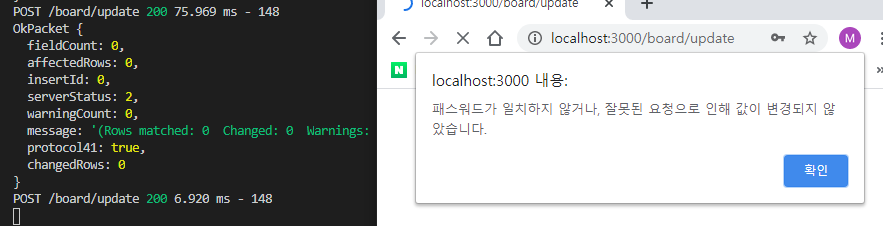 POST /board/update 200 75.969 ms - 148
OkPacket {
fieldCount: 0,
affectedRows: 0,
insertId: 0,
serverStatus: 2,
warningCount: 0,
message: '(Rows matched: 0 Changed: 0 Warnings:
protocol41: true,
changedRows: 0
}
POST /board/update 200 6.920 ms - 148
localhost:3000/board/update
localhost:3000/board/update
M
N
»
localhost:3000 내용:
패스워드가 일치하지 않거나, 잘못된 요청으로 인해 값이 변경되지 않
았습니다.
확인